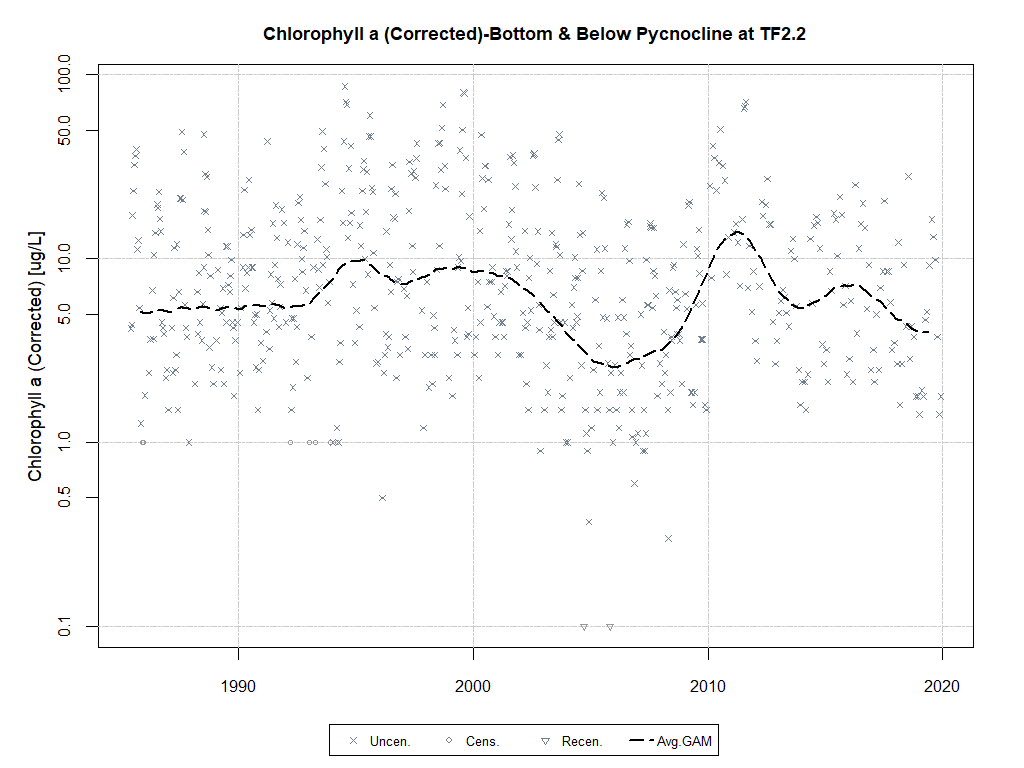 Chlorophyll a (Corrected)-Bottom & Below Pycnocline at TF2.2
Chlorophyll a (Corrected) [ug/L]
100.0
50.0
10.0
5.0
1.0
0.5
0.1
1990 2000 2010 2020
Uncen. Cens. Recen. Avg.GAM